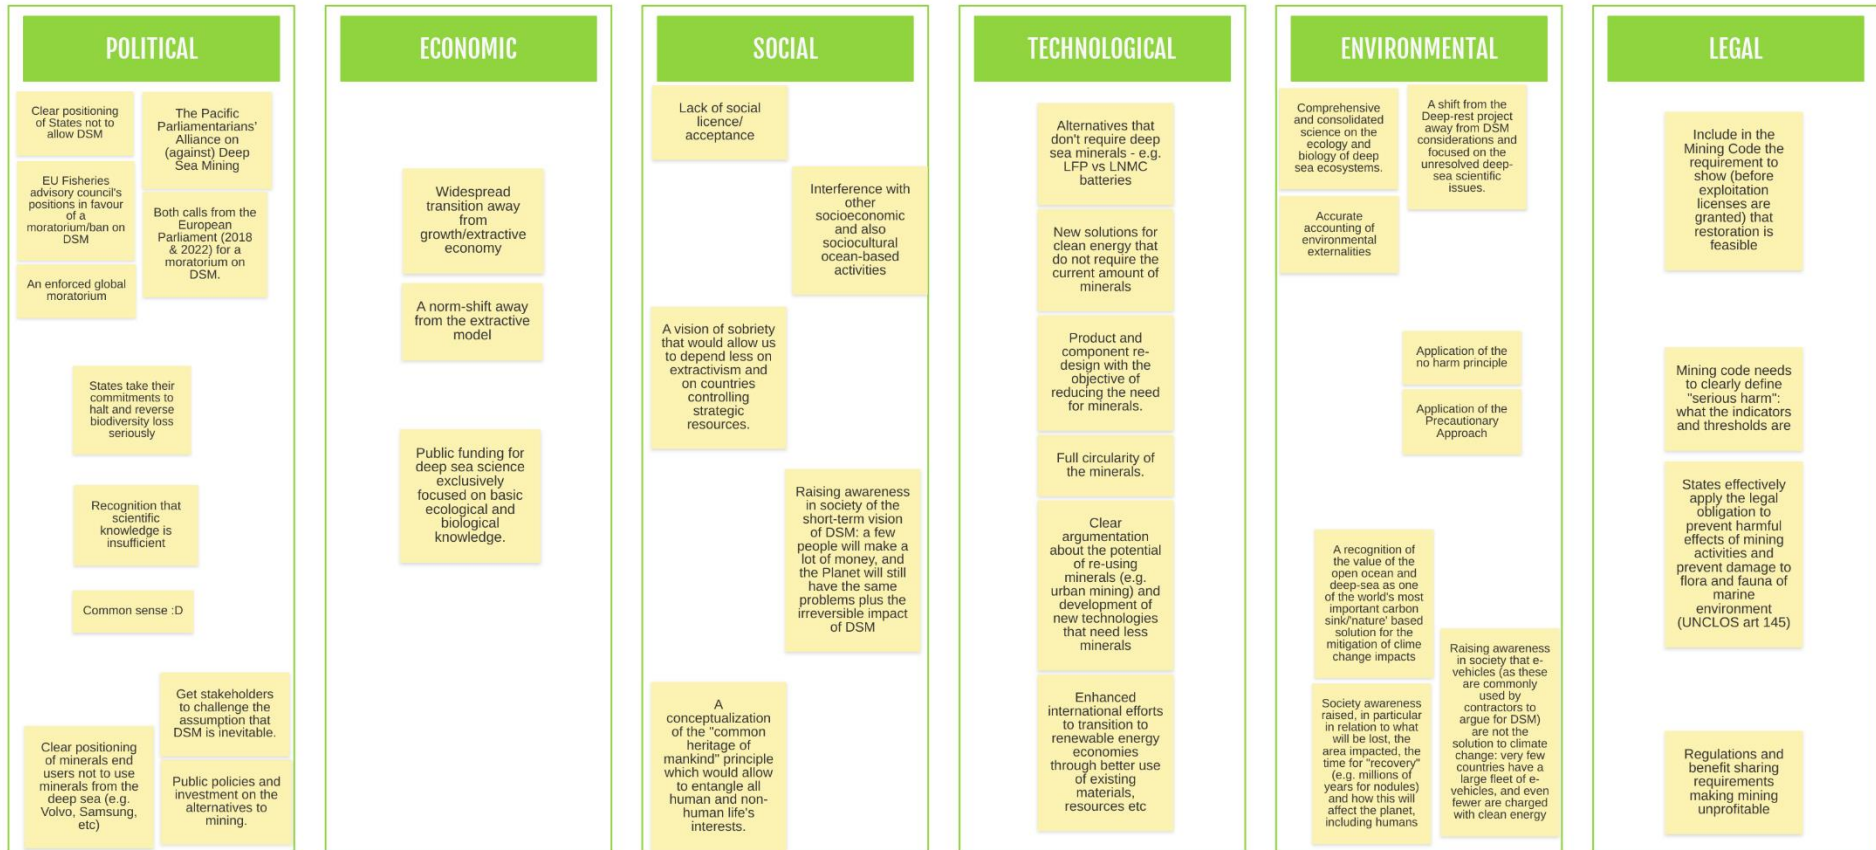 POLITICAL
Clear positioning
of States not to
allow DSM
The Pacific
Parliamentarians'
Alliance on
(against) Deep
Sea Mining
EU Fisheries
advisory council's
positions in favour
of a
moratorium/ban on
DSM
Both calls from the
European
Parliament (2018
& 2022) for a
moratorium on
DSM.
An enforced global
moratorium
States take their
commitments to
halt and reverse
biodiversity loss
seriously
Recognition that
scientific
knowledge is
insufficient
Common sense :D
Get stakeholders
to challenge the
assumption that
DSM is inevitable.
Clear positioning
of minerals end
users not to use
minerals from the
deep sea (e.g.
Volvo, Samsung,
etc)
Public policies and
investment on the
alternatives to
mining.
ECONOMIC
Widespread
transition away
from
growth/extractive
economy
A norm-shift away
from the extractive
model
Public funding for
deep sea science
exclusively
focused on basic
ecological and
biological
knowledge.
SOCIAL
Lack of social
licence/
acceptance
Interference with
other
socioeconomic
and also
sociocultural
ocean-based
activities
A vision of sobriety
that would allow us
to depend less on
extractivism and
on countries
controlling
strategic
resources.
Raising awareness
in society of the
short-term vision
of DSM: a few
people will make a
lot of money, and
the Planet will still
have the same
problems plus the
irreversible impact
of DSM
A
conceptualization
of the "common
heritage of
mankind" principle
which would allow
to entangle all
human and non-
human life's
interests.
TECHNOLOGICAL
Alternatives that
don't require deep
sea minerals - e.g.
LFP vs LNMC
batteries
New solutions for
clean energy that
do not require the
current amount of
minerals
Product and
component re-
design with the
objective of
reducing the need
for minerals.
Full circularity of
the minerals.
Clear
argumentation
about the potential
of re-using
minerals (e.g.
urban mining) and
development of
new technologies
that need less
minerals
Enhanced
international efforts
to transition to
renewable energy
economies
through better use
of existing
materials,
resources etc
ENVIRONMENTAL
Comprehensive
and consolidated
science on the
ecology and
biology of deep
sea ecosystems.
A shift from the
Deep-rest project
away from DSM
considerations and
focused on the
unresolved deep-
sea scientific
issues.
Accurate
accounting of
environmental
externalities
Application of the
no harm principle
Application of the
Precautionary
Approach
A recognition of
the value of the
open ocean and
deep-sea as one
of the world's most
important carbon
sink/'nature' based
solution for the
mitigation of clime
change impacts
Raising awareness
in society that e-
vehicles (as these
are commonly
used by
contractors to
argue for DSM)
are not the
solution to climate
change: very few
countries have a
large fleet of e-
vehicles, and even
fewer are charged
with clean energy
Society awareness
raised, in particular
in relation to what
will be lost, the
area impacted, the
time for "recovery"
(e.g. millions of
years for nodules)
and how this will
affect the planet,
including humans
LEGAL
Include in the
Mining Code the
requirement to
show (before
exploitation
licenses are
granted) that
restoration is
feasible
Mining code needs
to clearly define
"serious harm":
what the indicators
and thresholds are
States effectively
apply the legal
obligation to
prevent harmful
effects of mining
activities and
prevent damage to
flora and fauna of
marine
environment
(UNCLOS art 145)
Regulations and
benefit sharing
requirements
making mining
unprofitable